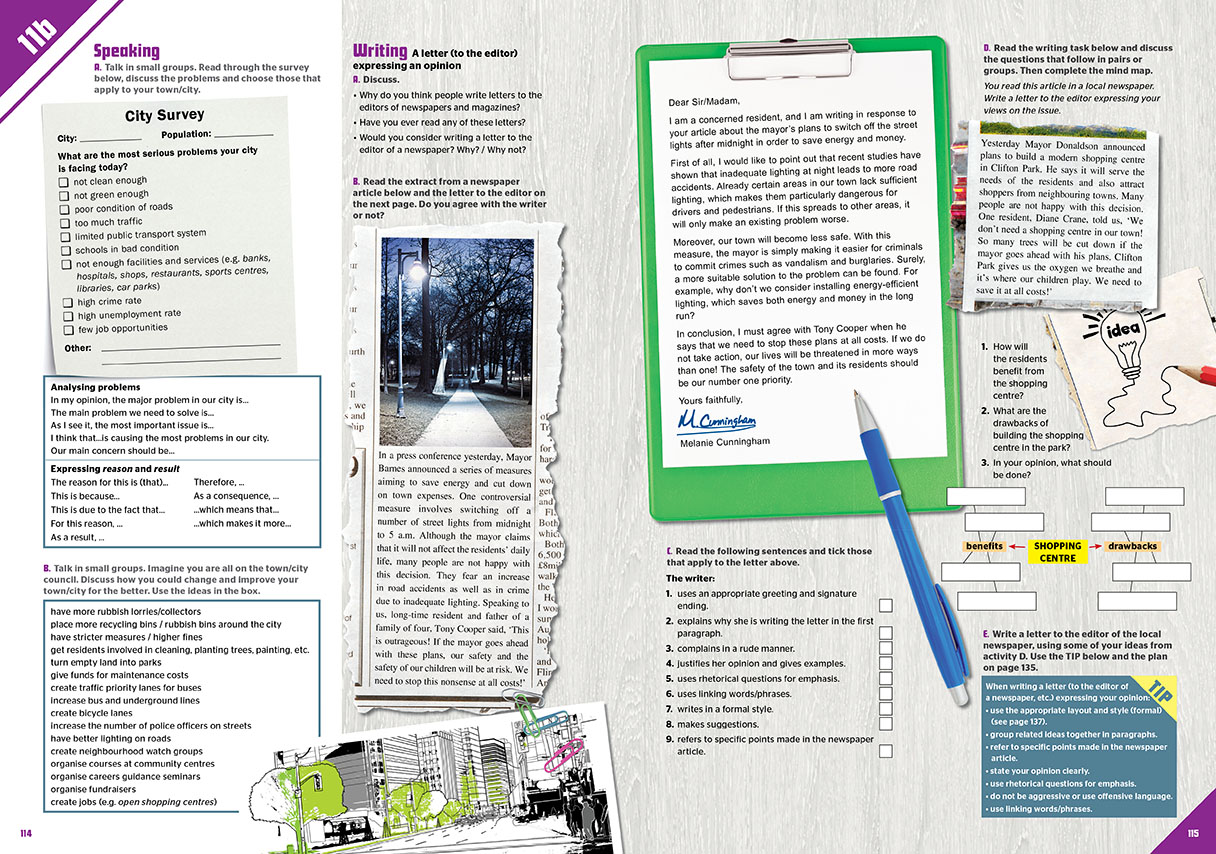 11b
Speaking
A. Talk in small groups. Read through the survey
below, discuss the problems and choose those that
apply to your town/city.
City Survey
City: Population:
What are the most serious problems your city
is facing today?
not clean enough
not green enough
poor condition of roads
too much traffic
limited public transport system
schools in bad condition
not enough facilities and services (e.g. banks,
hospitals, shops, restaurants, sports centres,
libraries, car parks)
high crime rate
high unemployment rate
few job opportunities
Other:
Analysing problems
In my opinion, the major problem in our city is...
The main problem we need to solve is...
As I see it, the most important issue is...
I think that...is causing the most problems in our city.
Our main concern should be...
Expressing reason and result
The reason for this is (that)... Therefore, ...
This is because... As a consequence, ...
This is due to the fact that... ...which means that...
For this reason, ... ...which makes it more...
As a result, ...
B. Talk in small groups. Imagine you are all on the town/city
council. Discuss how you could change and improve your
town/city for the better. Use the ideas in the box.
have more rubbish lorries/collectors
place more recycling bins / rubbish bins around the city
have stricter measures / higher fines
get residents involved in cleaning, planting trees, painting, etc.
turn empty land into parks
give funds for maintenance costs
create traffic priority lanes for buses
increase bus and underground lines
create bicycle lanes
increase the number of police officers on streets
have better lighting on roads
create neighbourhood watch groups
organise courses at community centres
organise careers guidance seminars
organise fundraisers
create jobs (e.g. open shopping centres)
114
Writing A letter (to the editor)
expressing an opinion
A. Discuss.
• Why do you think people write letters to the
editors of newspapers and magazines?
• Have you ever read any of these letters?
• Would you consider writing a letter to the
editor of a newspaper? Why? / Why not?
B. Read the extract from a newspaper
article below and the letter to the editor on
the next page. Do you agree with the writer
or not?
In a press conference yesterday, Mayor
Barnes announced a series of measures
aiming to save energy and cut down
on town expenses. One controversial
measure involves switching off a
number of street lights from midnight
to 5 a.m. Although the mayor claims
that it will not affect the residents' daily
life, many people are not happy with
this decision. They fear an increase
in road accidents as well as in crime
due to inadequate lighting. Speaking to
us, long-time resident and father of a
family of four, Tony Cooper said, 'This
is outrageous! If the mayor goes ahead
with these plans, our safety and the
safety of our children will be at risk. We
need to stop this nonsense at all costs!'
Dear Sir/Madam,
I am a concerned resident, and I am writing in response to
your article about the mayor's plans to switch off the street
lights after midnight in order to save energy and money.
First of all, I would like to point out that recent studies have
shown that inadequate lighting at night leads to more road
accidents. Already certain areas in our town lack sufficient
lighting, which makes them particularly dangerous for
drivers and pedestrians. If this spreads to other areas, it
will only make an existing problem worse.
Moreover, our town will become less safe. With this
measure, the mayor is simply making it easier for criminals
to commit crimes such as vandalism and burglaries. Surely,
a more suitable solution to the problem can be found. For
example, why don't we consider installing energy-efficient
lighting, which saves both energy and money in the long
run?
In conclusion, I must agree with Tony Cooper when he
says that we need to stop these plans at all costs. If we do
not take action, our lives will be threatened in more ways
than one! The safety of the town and its residents should
be our number one priority.
Yours faithfully,
M. Cunningham
Melanie Cunningham
C. Read the following sentences and tick those
that apply to the letter above.
The writer:
1. uses an appropriate greeting and signature
ending.
2. explains why she is writing the letter in the first
paragraph.
3. complains in a rude manner.
4. justifies her opinion and gives examples.
5. uses rhetorical questions for emphasis.
6. uses linking words/phrases.
7. writes in a formal style.
8. makes suggestions.
9. refers to specific points made in the newspaper
article.
D. Read the writing task below and discuss
the questions that follow in pairs or
groups. Then complete the mind map.
You read this article in a local newspaper.
Write a letter to the editor expressing your
views on the issue.
Yesterday Mayor Donaldson announced
plans to build a modern shopping centre
in Clifton Park. He says it will serve the
needs of the residents and also attract
shoppers from neighbouring towns. Many
people are not happy with this decision.
One resident, Diane Crane, told us, 'We
don't need a shopping centre in our town!
So many trees will be cut down if the
mayor goes ahead with his plans. Clifton
Park gives us the oxygen we breathe and
it's where our children play. We need to
save it at all costs!'
idea
1. How will
the residents
benefit from
the shopping
centre?
2. What are the
drawbacks of
building the shopping
centre in the park?
3. In your opinion, what should
be done?
benefits SHOPPING drawbacks
CENTRE
E. Write a letter to the editor of the local
newspaper, using some of your ideas from
activity D. Use the TIP below and the plan
on page 135.
TIP
When writing a letter (to the editor of
a newspaper, etc.) expressing your opinion:
• use the appropriate layout and style (formal)
(see page 137).
• group related ideas together in paragraphs.
• refer to specific points made in the newspaper
article.
• state your opinion clearly.
• use rhetorical questions for emphasis.
• do not be aggressive or use offensive language.
• use linking words/phrases.
115